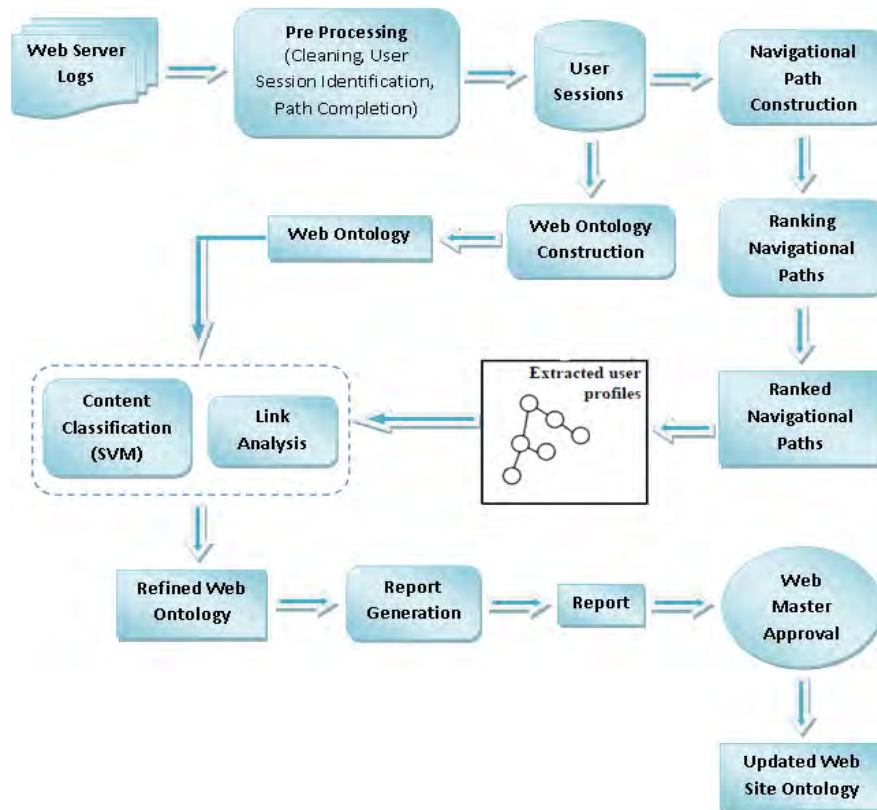 Web Server
Logs
Pre Processing
(Cleaning, User
Session Identification,
Path Completion)
User
Sessions
Navigational
Path
Construction
Web Ontology
Web Ontology
Construction
Ranking
Navigational
Paths
Content
Classification
(SVM)
Link
Analysis
Extracted user
profiles
Ranked
Navigational
Paths
Refined Web
Ontology
Report
Generation
Report
Web
Master
Approval
Updated Web
Site Ontology